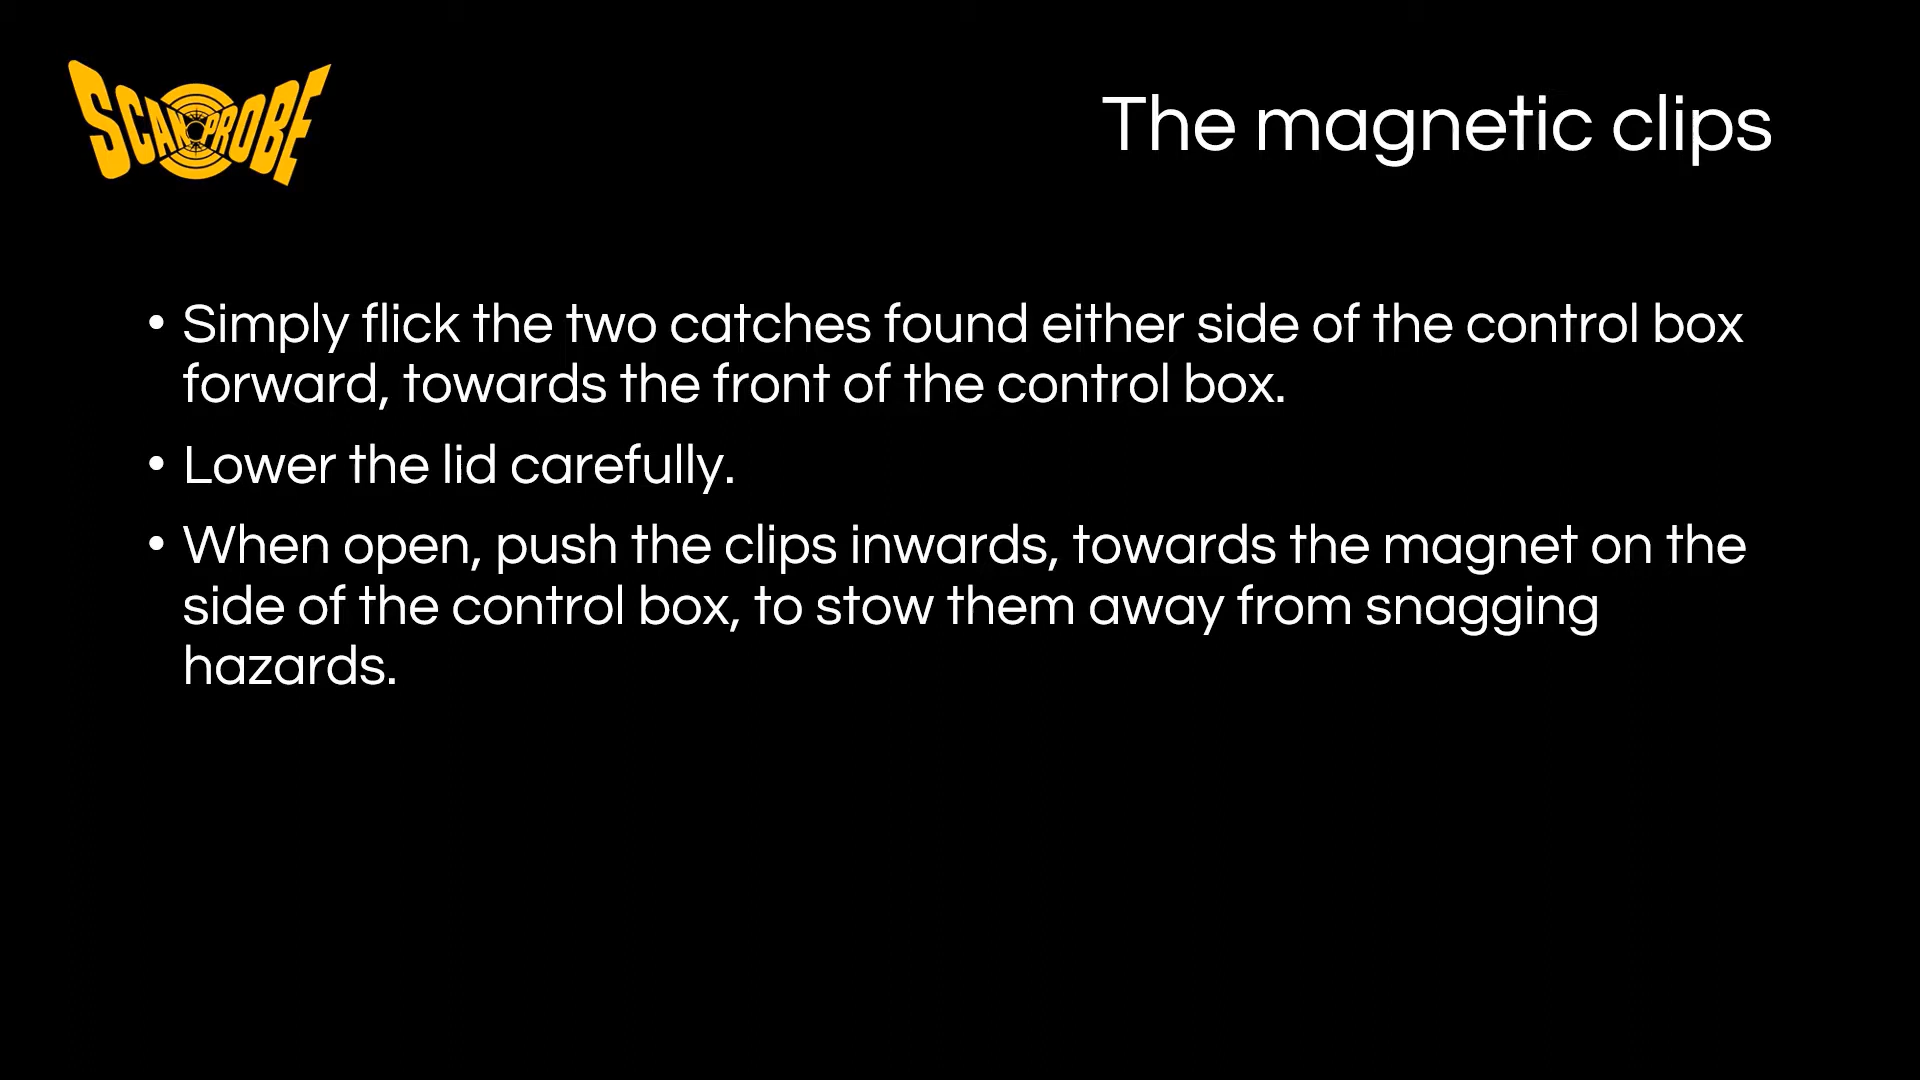 SCANPROBE
The magnetic clips
• Simply flick the two catches found either side of the control box
forward, towards the front of the control box.
• Lower the lid carefully.
• When open, push the clips inwards, towards the magnet on the
side of the control box, to stow them away from snagging
hazards.